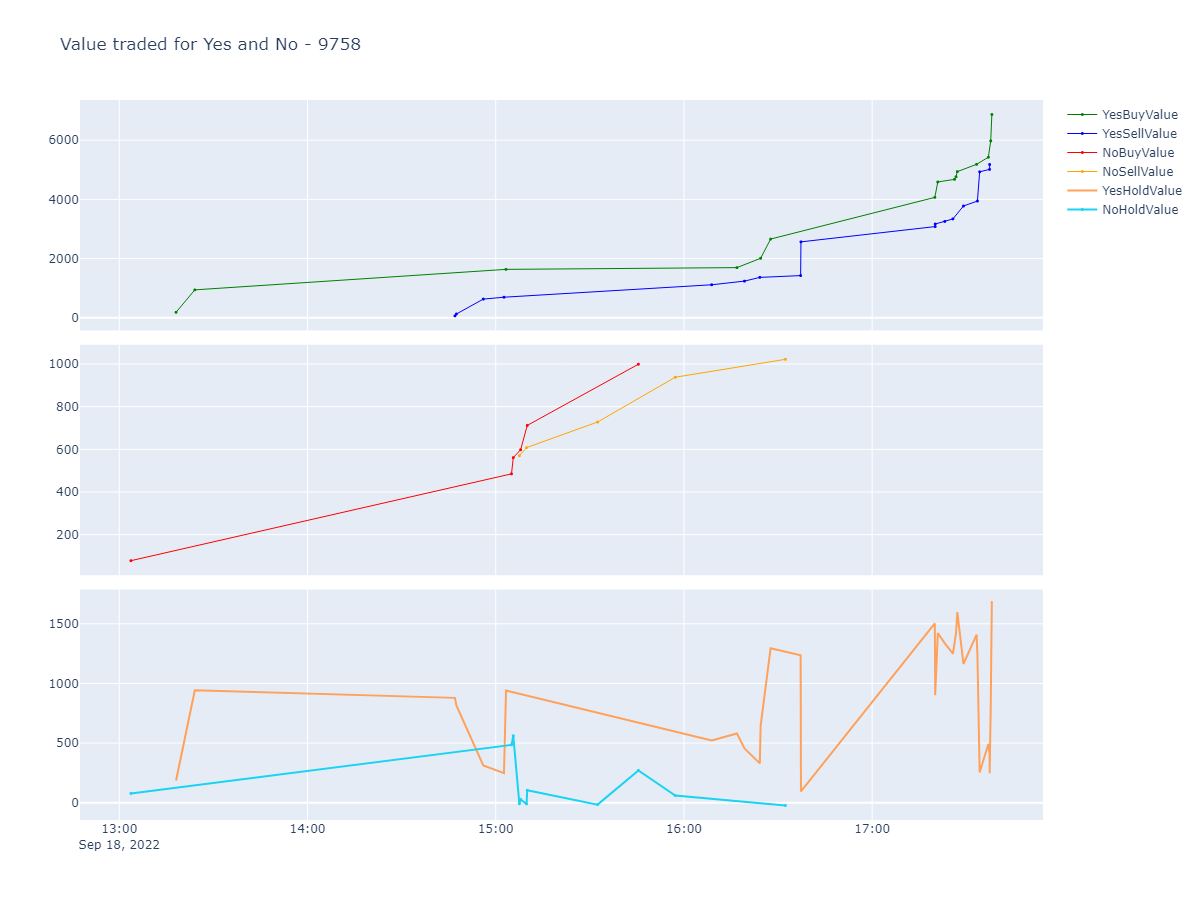 Value traded for Yes and No - 9758
6000
4000
2000
0
1000
800
600
400
200
1500
1000
500
0
13:00
14:00
15:00
16:00
17:00
Sep 18, 2022
YesBuyValue
YesSellValue
NoBuyValue
NoSellValue
YesHoldValue
NoHoldValue